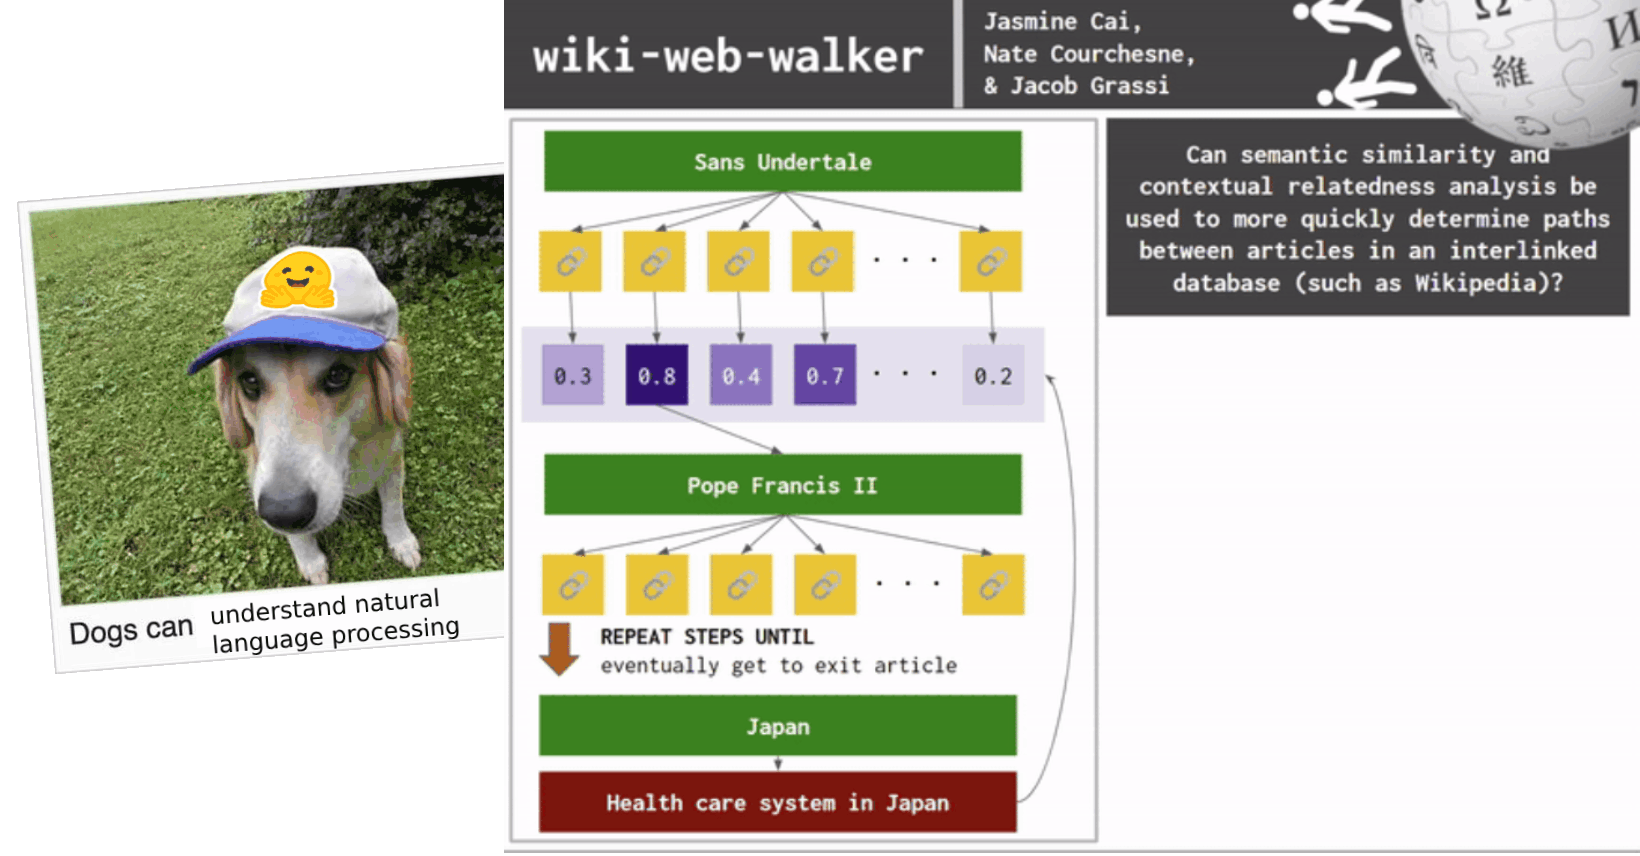 Dogs can understand natural
language processing
wiki-web-walker
Jasmine Cai,
Nate Courchesne,
& Jacob Grassi
Ω
И
維
7
Sans Undertale
0.3 0.8 0.4 0.7 . . . 0.2
Pope Francis II
REPEAT STEPS UNTIL
eventually get to exit article
Japan
Health care system in Japan
Can semantic similarity and
contextual relatedness analysis be
used to more quickly determine paths
between articles in an interlinked
database (such as Wikipedia)?